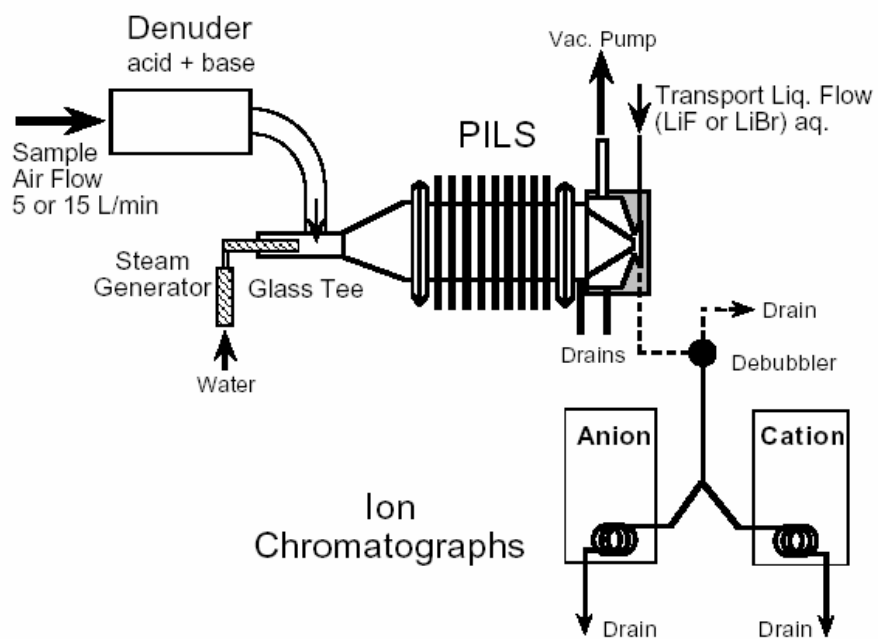 Denuder
acid + base
Vac. Pump
Transport Liq. Flow
(LiF or LiBr) aq.
PILS
Sample
Air Flow
5 or 15 L/min
Steam
Generator
Glass Tee
Water
Drains
Drain
Debubbler
Anion
Cation
Ion
Chromatographs
Drain
Drain